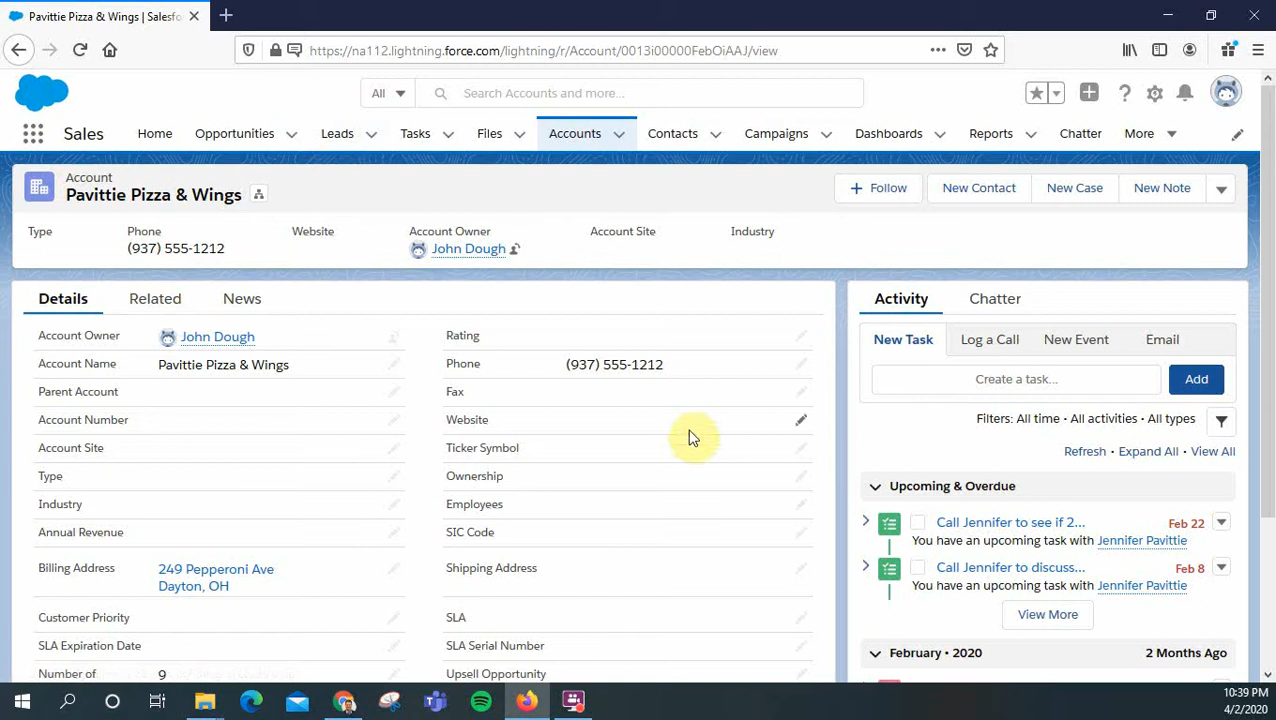 Pavittie Pizza & Wings | Salesfo
https://na112.lightning.force.com/lightning/r/Account/0013i00000FebOiAAJ/view
All
Search Accounts and more...
Sales
Home
Opportunities
Leads
Tasks
Files
Accounts
Contacts
Campaigns
Dashboards
Reports
Chatter
More
Account
Pavittie Pizza & Wings
Follow
New Contact
New Case
New Note
Type
Phone
Website
Account Owner
Account Site
Industry
(937) 555-1212
John Dough
Details
Related
News
Account Owner
John Dough
Rating
Account Name
Pavittie Pizza & Wings
Phone
(937) 555-1212
Parent Account
Fax
Account Number
Website
Account Site
Ticker Symbol
Type
Ownership
Industry
Employees
Annual Revenue
SIC Code
Billing Address
249 Pepperoni Ave
Dayton, OH
Shipping Address
Customer Priority
SLA
SLA Expiration Date
SLA Serial Number
Number of
9
Upsell Opportunity
Activity
Chatter
New Task
Log a Call
New Event
Email
Create a task...
Add
Filters: All time • All activities • All types
Refresh • Expand All • View All
Upcoming & Overdue
Call Jennifer to see if 2...
Feb 22
You have an upcoming task with Jennifer Pavittie
Call Jennifer to discuss...
Feb 8
You have an upcoming task with Jennifer Pavittie
View More
February • 2020
2 Months Ago
10:39 PM
4/2/2020